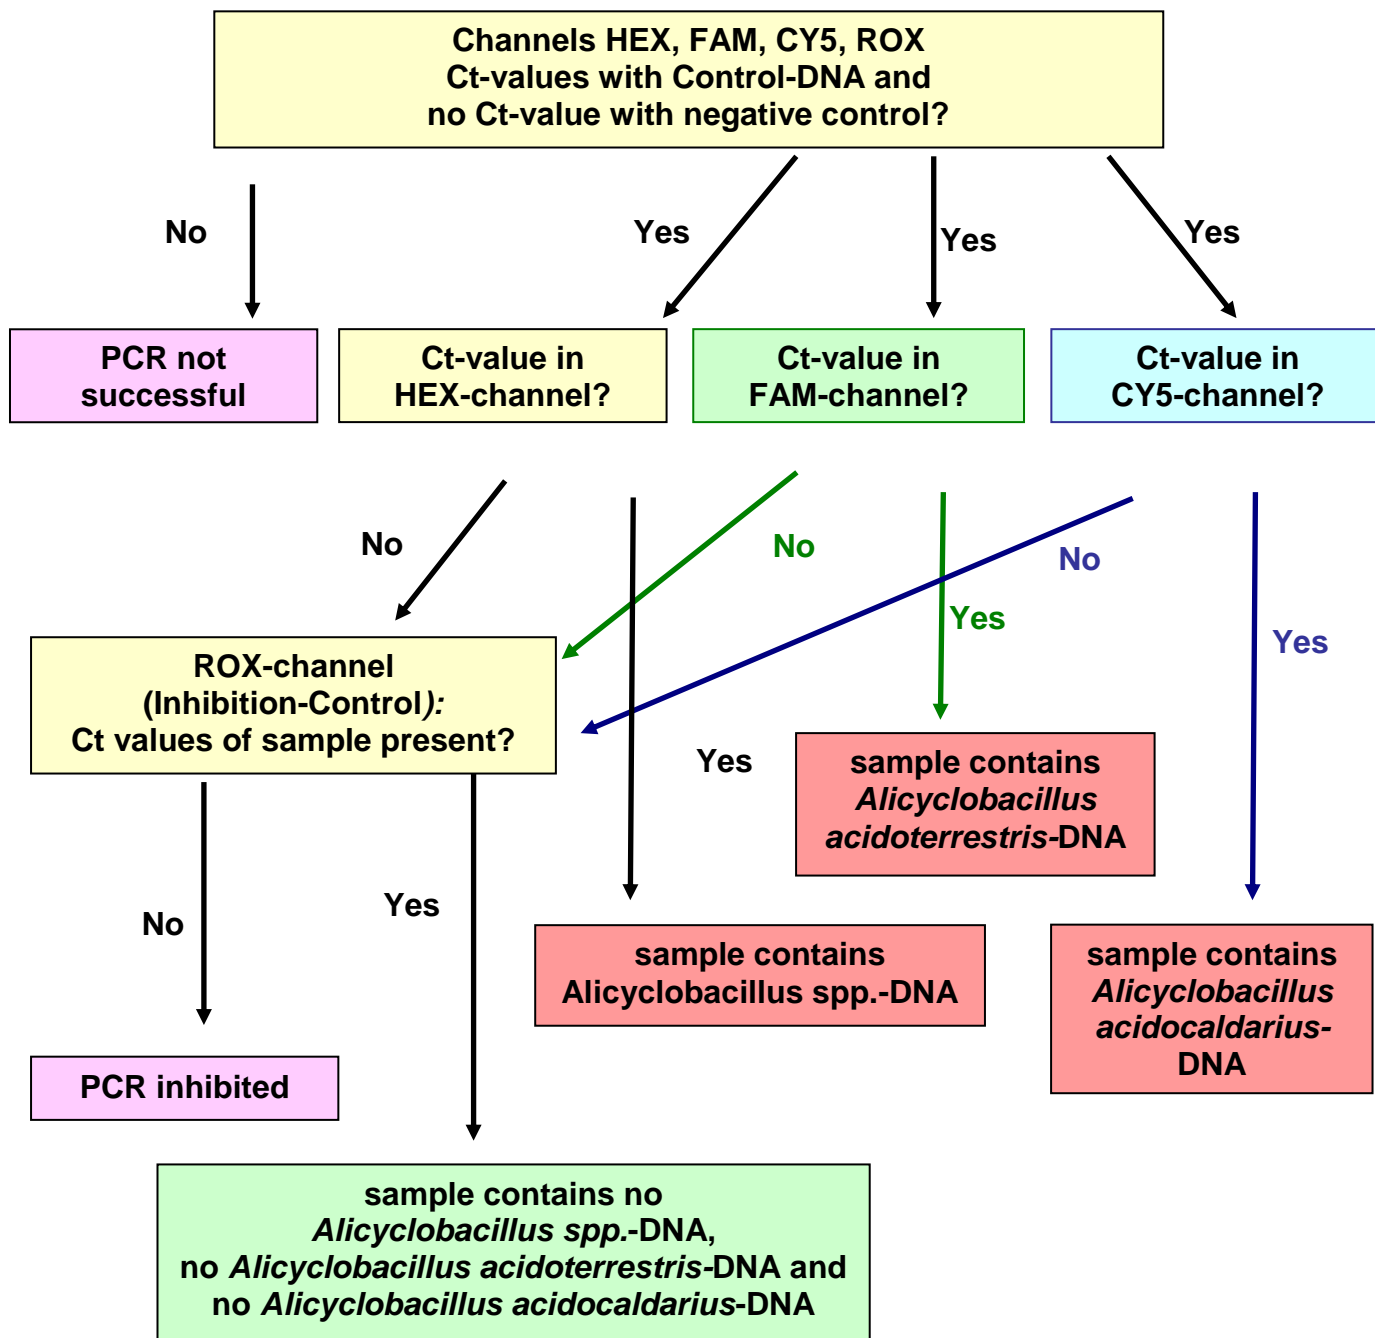 Channels HEX, FAM, CY5, ROX
Ct-values with Control-DNA and
no Ct-value with negative control?
No
Yes
Yes
Yes
PCR not
successful
Ct-value in
HEX-channel?
Ct-value in
FAM-channel?
Ct-value in
CY5-channel?
No
No
No
Yes
Yes
ROX-channel
(Inhibition-Control):
Ct values of sample present?
Yes
sample contains
Alicyclobacillus
acidoterrestris-DNA
No
Yes
sample contains
Alicyclobacillus spp.-DNA
sample contains
Alicyclobacillus
acidocaldarius-
DNA
PCR inhibited
sample contains no
Alicyclobacillus spp.-DNA,
no Alicyclobacillus acidoterrestris-DNA and
no Alicyclobacillus acidocaldarius-DNA